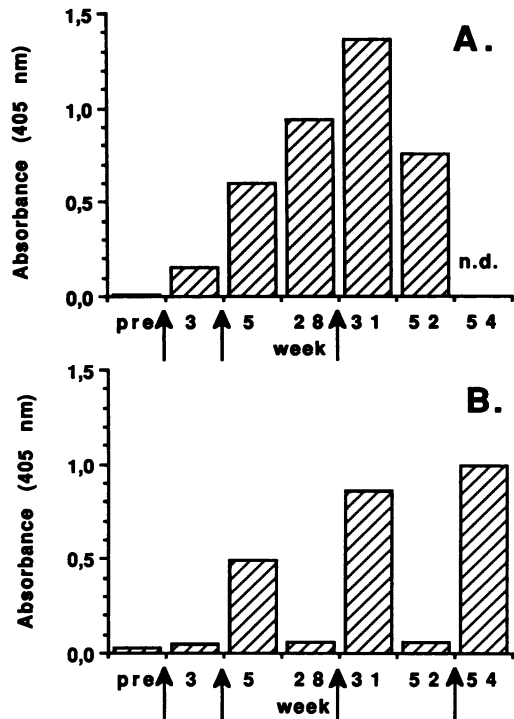 A.
Absorbance (405 nm)
1,5
1,0
0,5
0,0
n.d.
pre 3 5 28 31 52 54
week
B.
Absorbance (405 nm)
1,5
1,0
0,5
0,0
pre 3 5 28 31 52 54
week